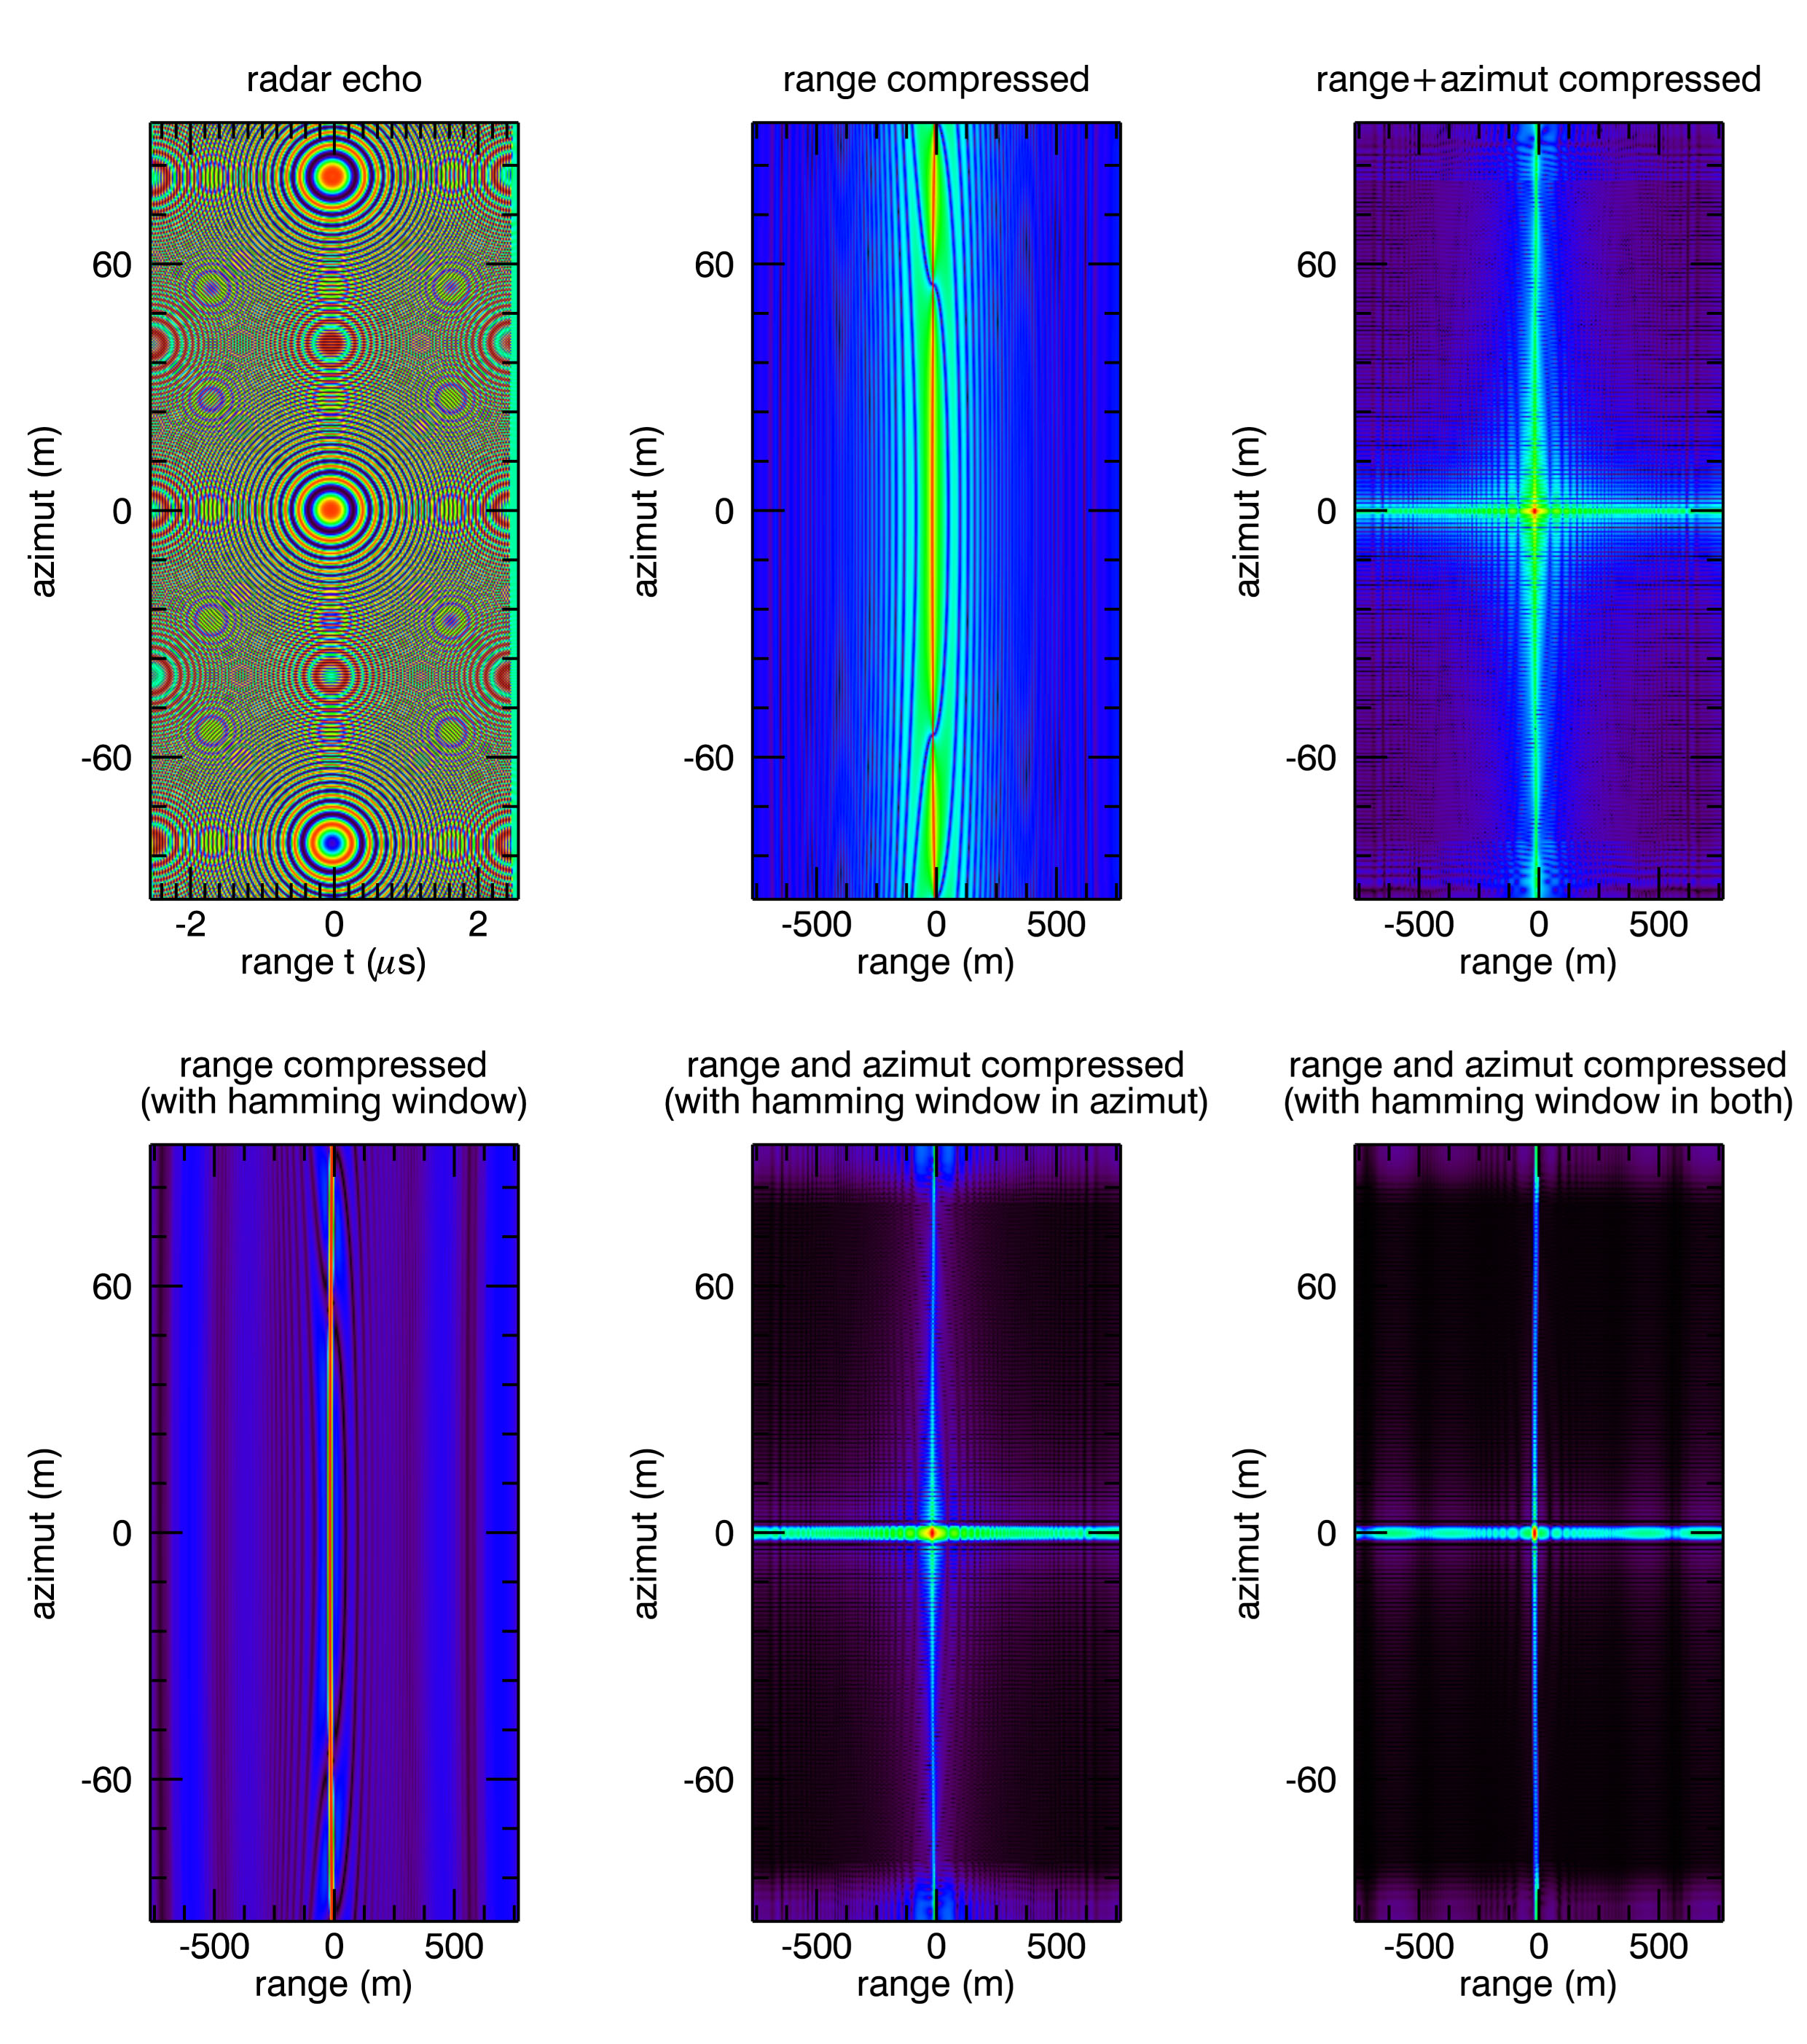 radar echo
range compressed
range+azimut compressed
azimut (m)
60
0
-60
-2
0
2
range t (μs)
azimut (m)
60
0
-60
-500
0
500
range (m)
azimut (m)
60
0
-60
-500
0
500
range (m)
range compressed
(with hamming window)
range and azimut compressed
(with hamming window in azimut)
range and azimut compressed
(with hamming window in both)
azimut (m)
60
0
-60
-500
0
500
range (m)
azimut (m)
60
0
-60
-500
0
500
range (m)
azimut (m)
60
0
-60
-500
0
500
range (m)